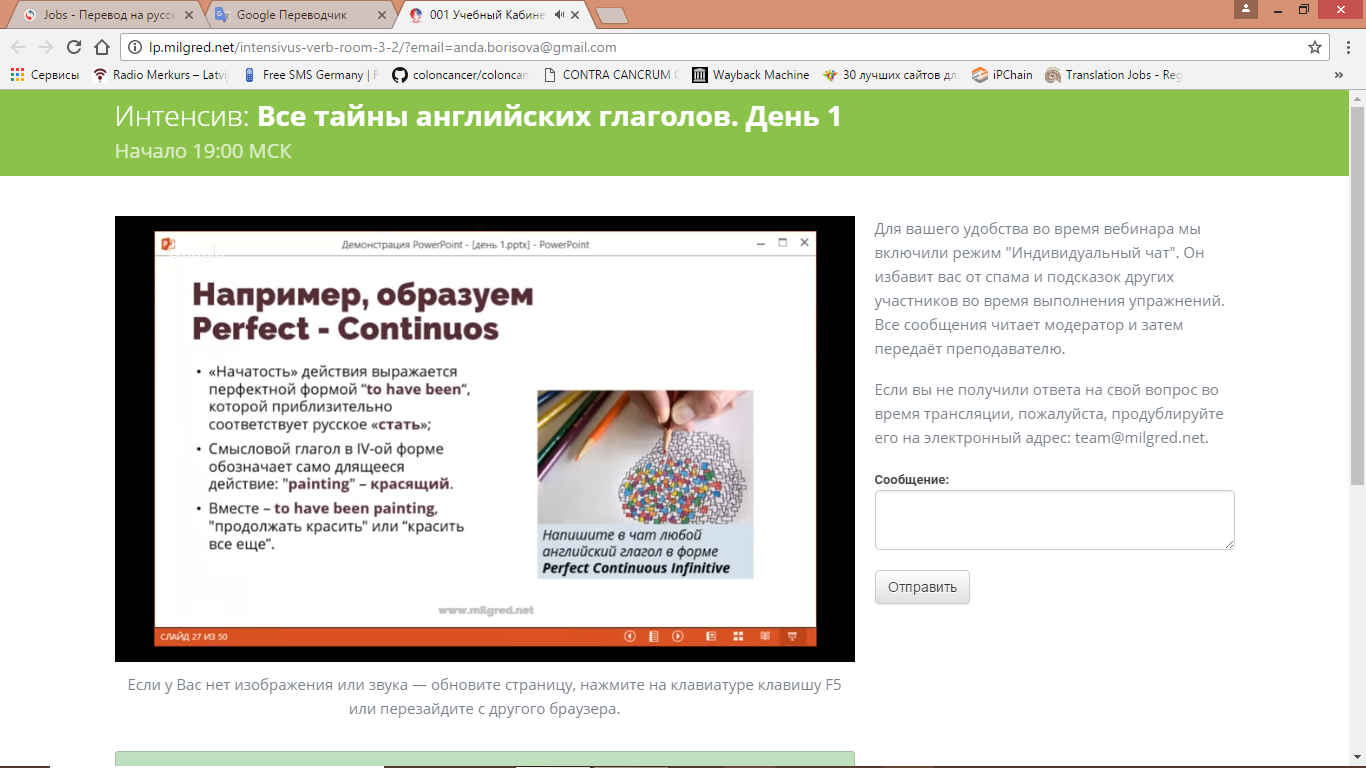 Jobs - Перевод на русск
Google Переводчик
001 Учебный Кабине
lp.milgred.net/intensivus-verb-room-3-2/?email=anda.borisova@gmail.com
Сервисы
Radio Merkurs – Latvij
Free SMS Germany | F
coloncancer/coloncan
CONTRA CANCRUM C
Wayback Machine
30 лучших сайтов для
iPChain
Translation Jobs - Reg
»
Интенсив: Все тайны английских глаголов. День 1
Начало 19:00 МСК
Демонстрация PowerPoint - [день 1.pptx] - PowerPoint
Например, образуем
Perfect - Continuos
• «Начатость» действия выражается
перфектной формой “to have been“,
которой приблизительно
соответствует русское «стать»;
• Смысловой глагол в IV-ой форме
обозначает само длящееся
действие: "painting" – красящий.
• Вместе – to have been painting,
"продолжать красить" или “красить
все еще”.
Напишите в чат любой
английский глагол в форме
Perfect Continuous Infinitive
www.milgred.net
СЛАЙД 27 ИЗ 50
Если у Вас нет изображения или звука — обновите страницу, нажмите на клавиатуре клавишу F5
или перезайдите с другого браузера.
Для вашего удобства во время вебинара мы
включили режим "Индивидуальный чат". Он
избавит вас от спама и подсказок других
участников во время выполнения упражнений.
Все сообщения читает модератор и затем
передаёт преподавателю.
Если вы не получили ответа на свой вопрос во
время трансляции, пожалуйста, продублируйте
его на электронный адрес: team@milgred.net.
Сообщение:
Отправить